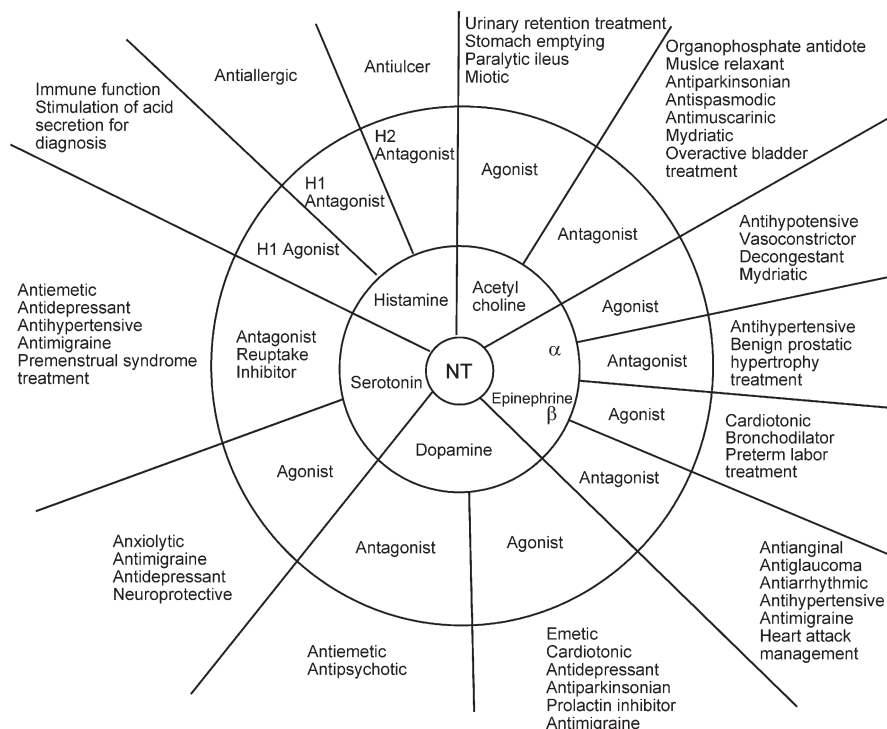 Urinary retention treatment
Stomach emptying
Paralytic ileus
Miotic
Organophosphate antidote
Muslce relaxant
Antiparkinsonian
Antispasmodic
Antimuscarinic
Mydriatic
Overactive bladder
treatment
Antiallergic
Antiulcer
Immune function
Stimulation of acid
secretion for
diagnosis
H2
Antagonist
Agonist
H1
Antagonist
H1 Agonist
Antagonist
Antihypotensive
Vasoconstrictor
Decongestant
Mydriatic
Histamine
Acetyl
choline
Agonist
Antiemetic
Antidepressant
Antihypertensive
Antimigraine
Premenstrual syndrome
treatment
Antagonist
Reuptake
Inhibitor
Serotonin
NT
α
Epinephrine
β
Antagonist
Antihypertensive
Benign prostatic
hypertrophy
treatment
Agonist
Cardiotonic
Bronchodilator
Preterm labor
treatment
Dopamine
Agonist
Antagonist
Antagonist
Agonist
Anxiolytic
Antimigraine
Antidepressant
Neuroprotective
Antianginal
Antiglaucoma
Antiarrhythmic
Antihypertensive
Antimigraine
Heart attack
management
Antiemetic
Antipsychotic
Emetic
Cardiotonic
Antidepressant
Antiparkinsonian
Prolactin inhibitor
Antimigraine